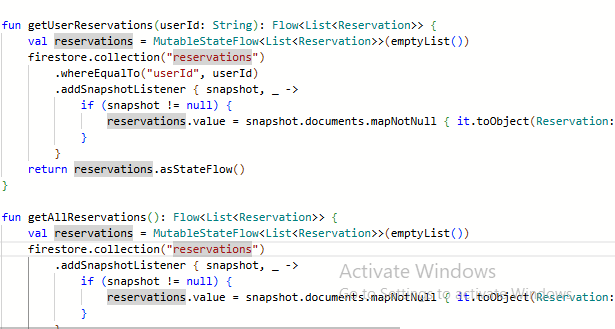 fun getUserReservations(userId: String): Flow<List<Reservation>> {
    val reservations = MutableStateFlow<List<Reservation>>(emptyList())
    firestore.collection("reservations")
        .whereEqualTo("userId", userId)
        .addSnapshotListener { snapshot, _ ->
            if (snapshot != null) {
                reservations.value = snapshot.documents.mapNotNull { it.toObject(Reservation:
            }
        }
    return reservations.asStateFlow()
}
fun getAllReservations(): Flow<List<Reservation>> {
    val reservations = MutableStateFlow<List<Reservation>>(emptyList())
    firestore.collection("reservations")
        .addSnapshotListener { snapshot, _ ->
Activate Windows
            if (snapshot != null) {
Go to Settings to activate Windows.
                reservations.value = snapshot.documents.mapNotNull { it.toObject(Reservation:
            }
        }